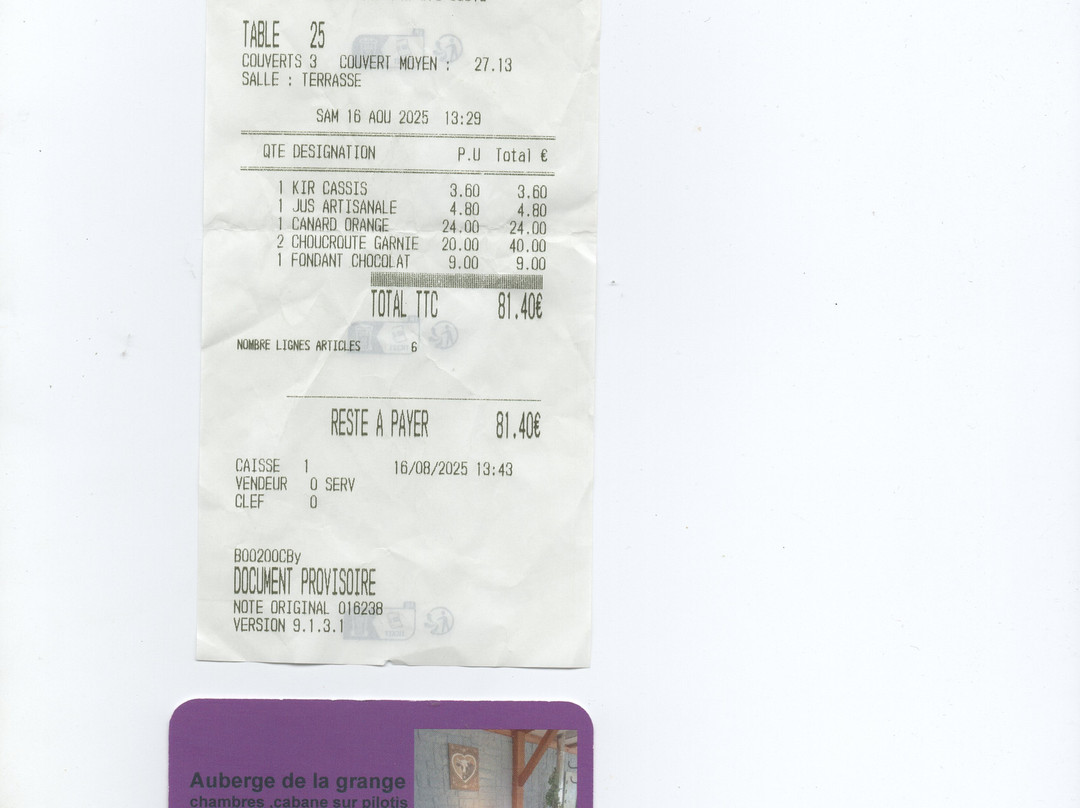 TABLE 25
COUVERTS 3 COUVERT MOYEN : 27.13
SALLE : TERRASSE
SAM 16 AOU 2025 13:29
QTE DESIGNATION P.U Total €
1 KIR CASSIS 3.60 3.60
1 JUS ARTISANALE 4.80 4.80
1 CANARD ORANGE 24.00 24.00
2 CHOUCROUTE GARNIE 20.00 40.00
1 FONDANT CHOCOLAT 9.00 9.00
TOTAL TTC 81.40€
NOMBRE LIGNES ARTICLES 6
RESTE A PAYER 81.40€
CAISSE 1 16/08/2025 13:43
VENDEUR 0 SERV
CLEF 0
B00200CBy
DOCUMENT PROVISOIRE
NOTE ORIGINAL 016238
VERSION 9.1.3.1
Auberge de la grange
chambres ,cabane sur pilotis